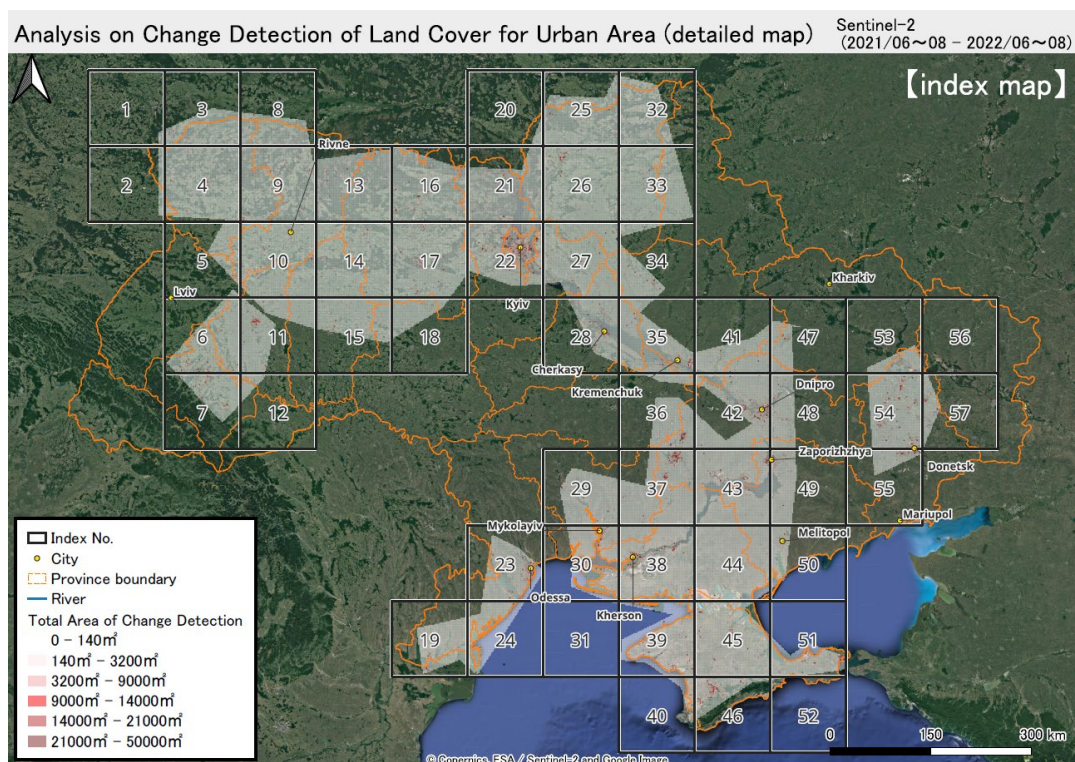 Analysis on Change Detection of Land Cover for Urban Area (detailed map)
Sentinel-2
(2021/06～08 - 2022/06～08)
【index map】
1
3
8
20
25
32
Rivne
2
4
9
13
16
21
26
33
5
10
14
17
22
27
34
Lviv
Kyiv
Kharkiv
6
11
15
18
28
35
41
47
53
56
Cherkasy
Kremenchuk
Dnipro
7
12
36
42
48
54
57
Zaporizhzhya
Donetsk
29
37
43
49
55
Mykolayiv
Mariupol
Melitopol
23
30
38
44
50
Odessa
Kherson
19
24
31
39
45
51
40
46
52
Index No.
City
Province boundary
River
Total Area of Change Detection
0 - 140㎡
140㎡ - 3200㎡
3200㎡ - 9000㎡
9000㎡ - 14000㎡
14000㎡ - 21000㎡
21000㎡ - 50000㎡
0 150 300 km
© Copernics, ESA / Sentinel-2 and Google Image